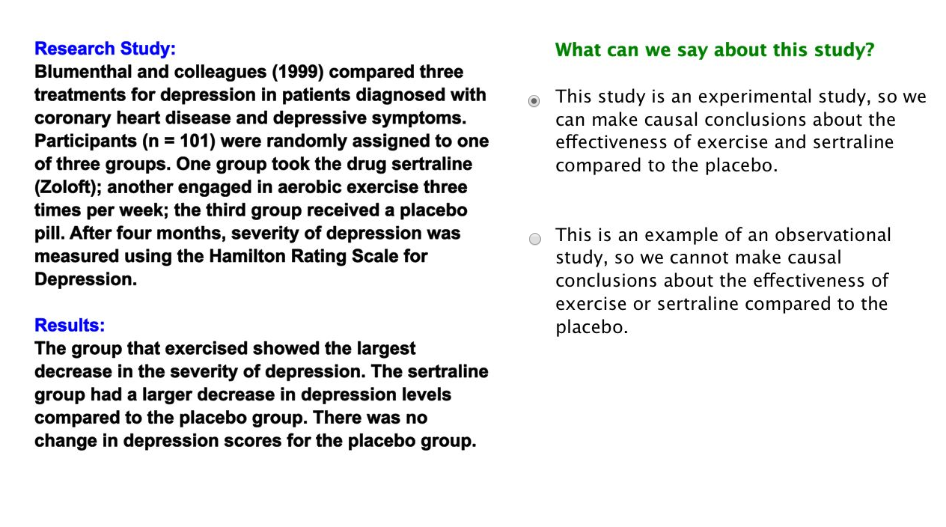 Research Study:
Blumenthal and colleagues (1999) compared three
treatments for depression in patients diagnosed with
coronary heart disease and depressive symptoms.
Participants (n = 101) were randomly assigned to one
of three groups. One group took the drug sertraline
(Zoloft); another engaged in aerobic exercise three
times per week; the third group received a placebo
pill. After four months, severity of depression was
measured using the Hamilton Rating Scale for
Depression.
Results:
The group that exercised showed the largest
decrease in the severity of depression. The sertraline
group had a larger decrease in depression levels
compared to the placebo group. There was no
change in depression scores for the placebo group.
What can we say about this study?
This study is an experimental study, so we
can make causal conclusions about the
effectiveness of exercise and sertraline
compared to the placebo.
This is an example of an observational
study, so we cannot make causal
conclusions about the effectiveness of
exercise or sertraline compared to the
placebo.